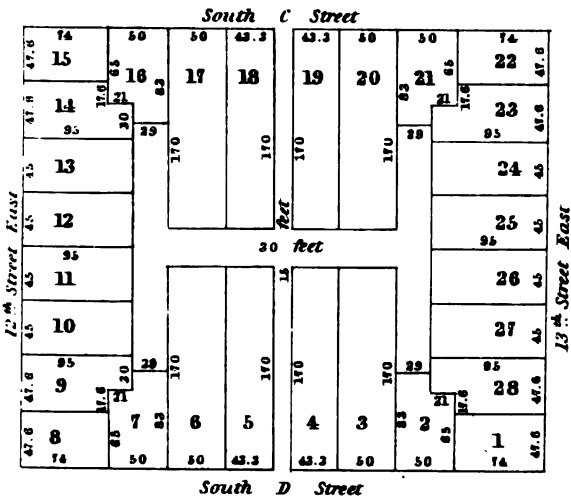 South C Street
74 50 50 43.3 43.3 50 50 74
47.6 15 65 16 83 17 18 19 20 21 83 65 22 47.6
47.6 14 17.6 21 30 29 21 29 17.6 23 47.6
95 95
45 13 170 170 170 170 24 45
12th Street East
45 12 25 45
feet
95 30 feet 95
45 11 15 26 45
13th Street East
45 10 27 45
95 29 170 170 170 170 29 95
47.6 9 30 17.6 21 21 17.6 28 47.6
47.6 8 65 7 83 6 5 4 3 83 2 65 1 47.6
74 50 50 43.3 43.3 50 50 74
South D Street